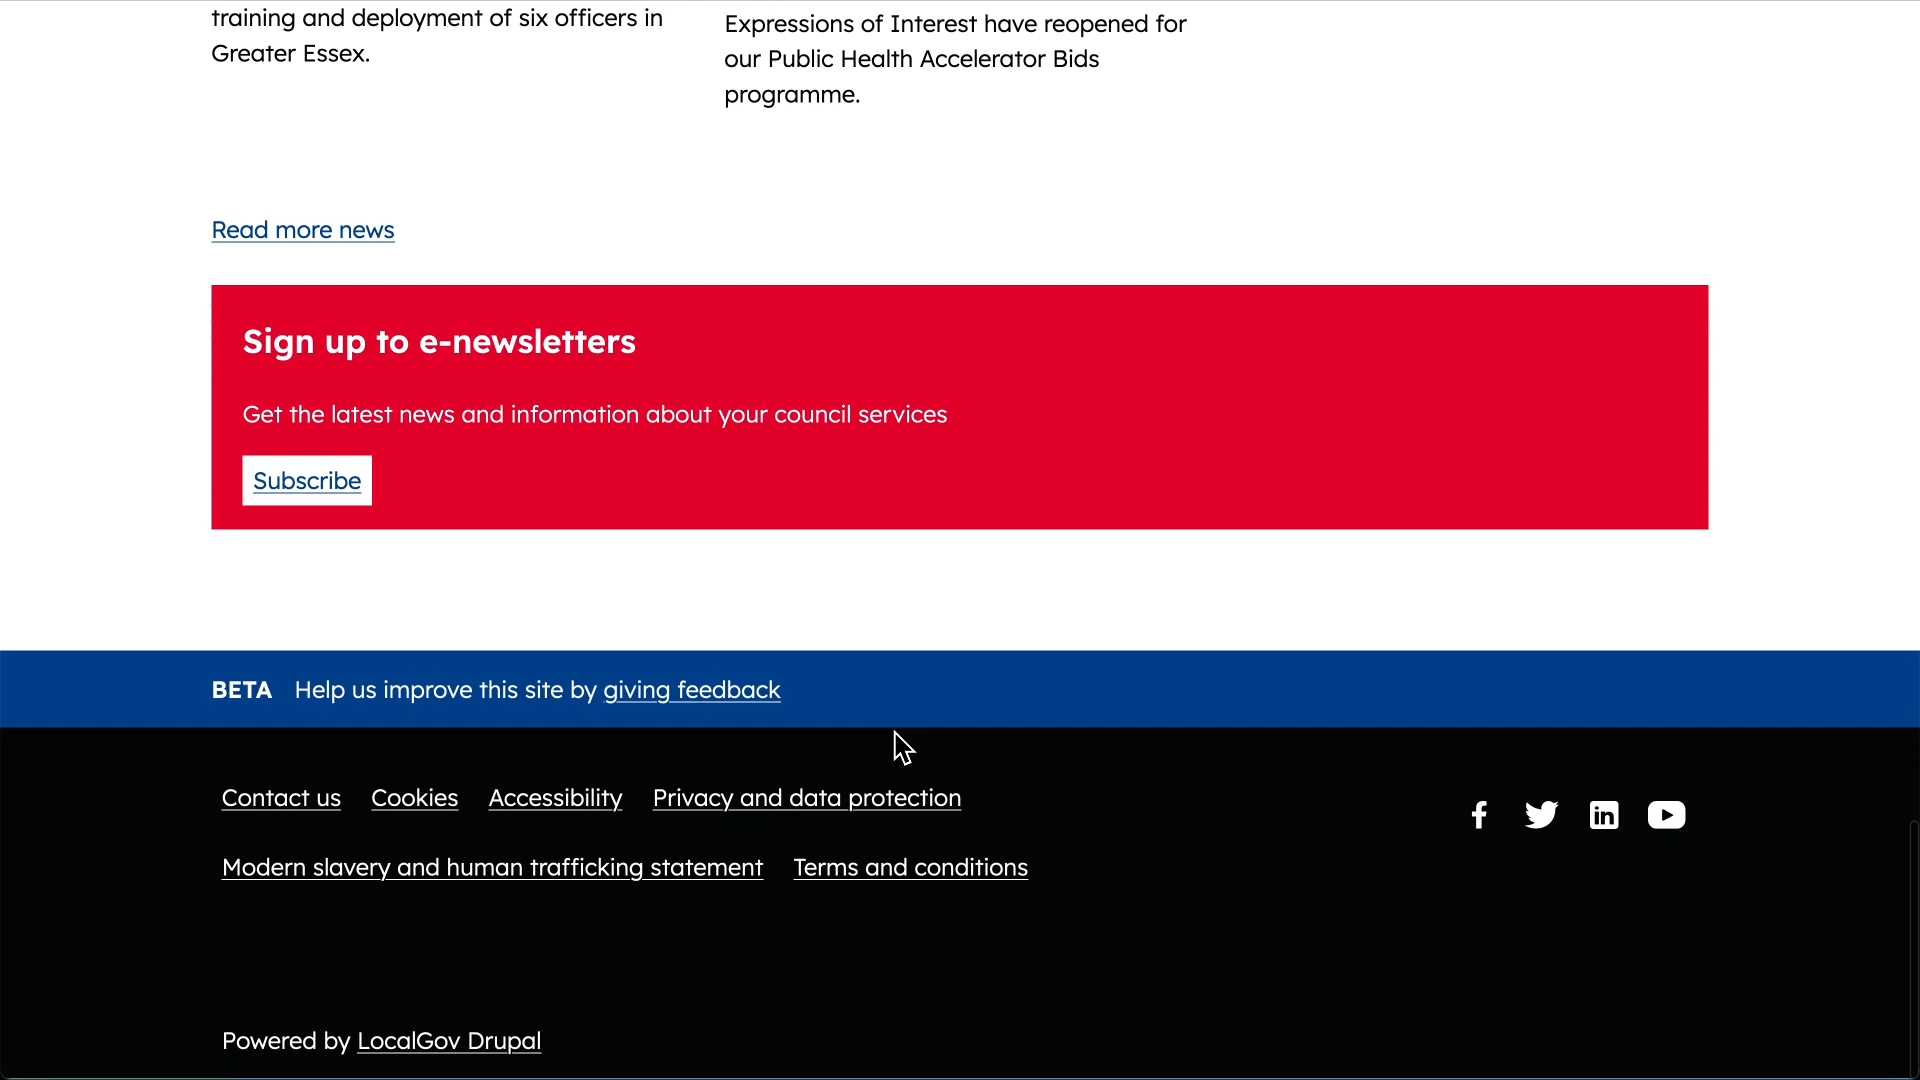 training and deployment of six officers in
Greater Essex.
Expressions of Interest have reopened for
our Public Health Accelerator Bids
programme.
Read more news
Sign up to e-newsletters
Get the latest news and information about your council services
Subscribe
BETA Help us improve this site by giving feedback
Contact us Cookies Accessibility Privacy and data protection
Modern slavery and human trafficking statement Terms and conditions
Powered by LocalGov Drupal